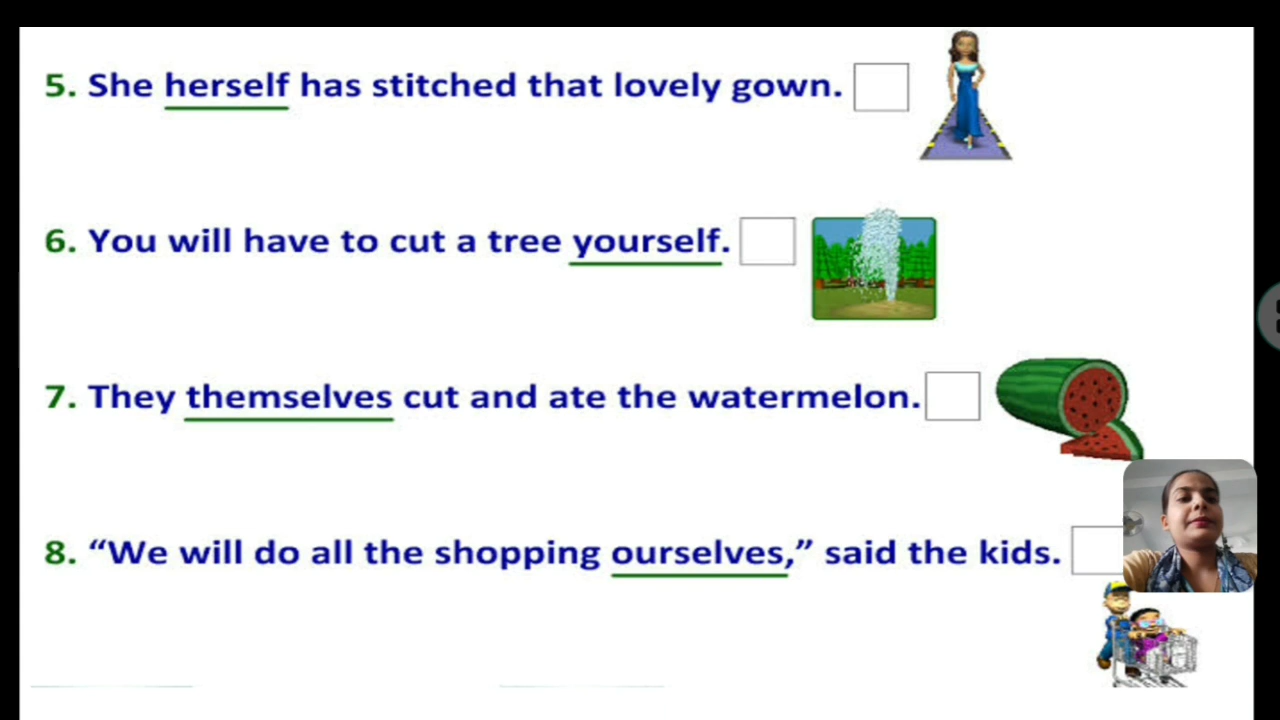 5. She herself has stitched that lovely gown.
6. You will have to cut a tree yourself.
7. They themselves cut and ate the watermelon.
8. “We will do all the shopping ourselves,” said the kids.